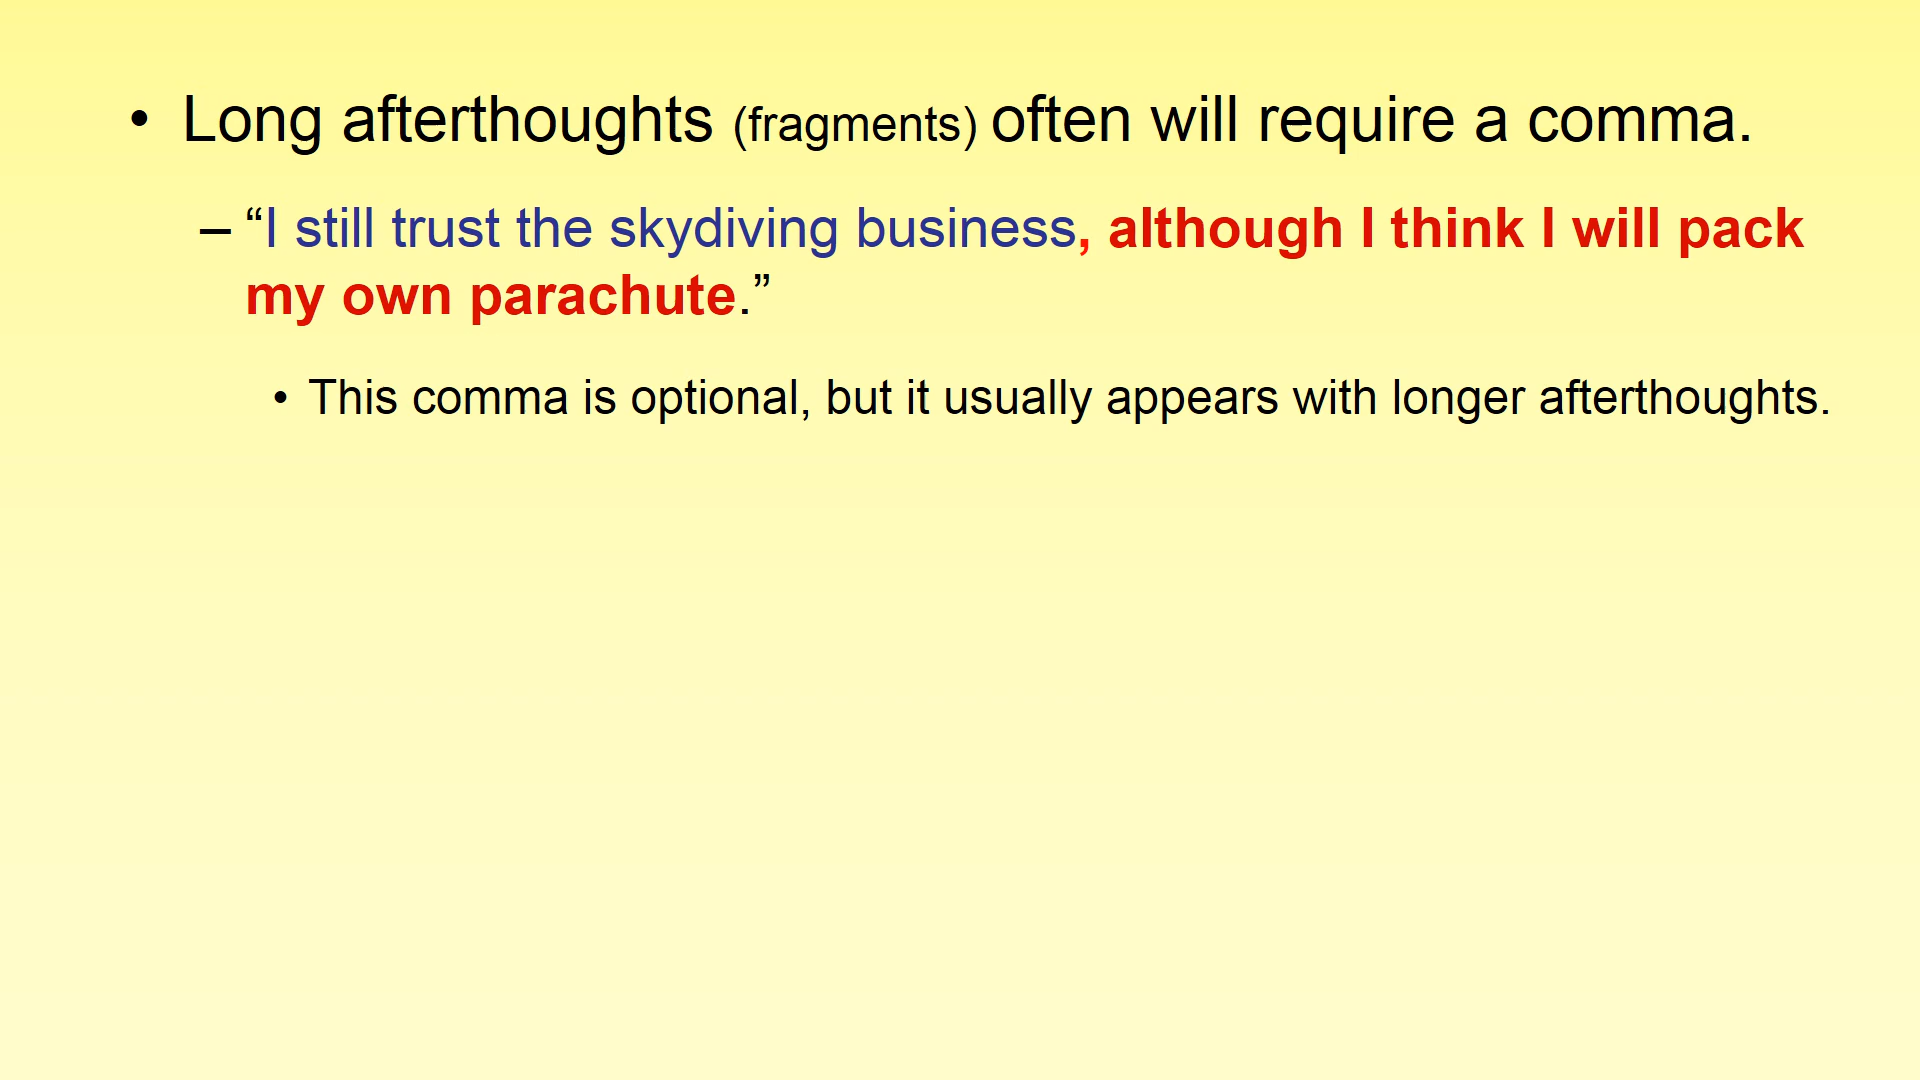 • Long afterthoughts (fragments) often will require a comma.
– “I still trust the skydiving business, although I think I will pack
my own parachute.”
• This comma is optional, but it usually appears with longer afterthoughts.